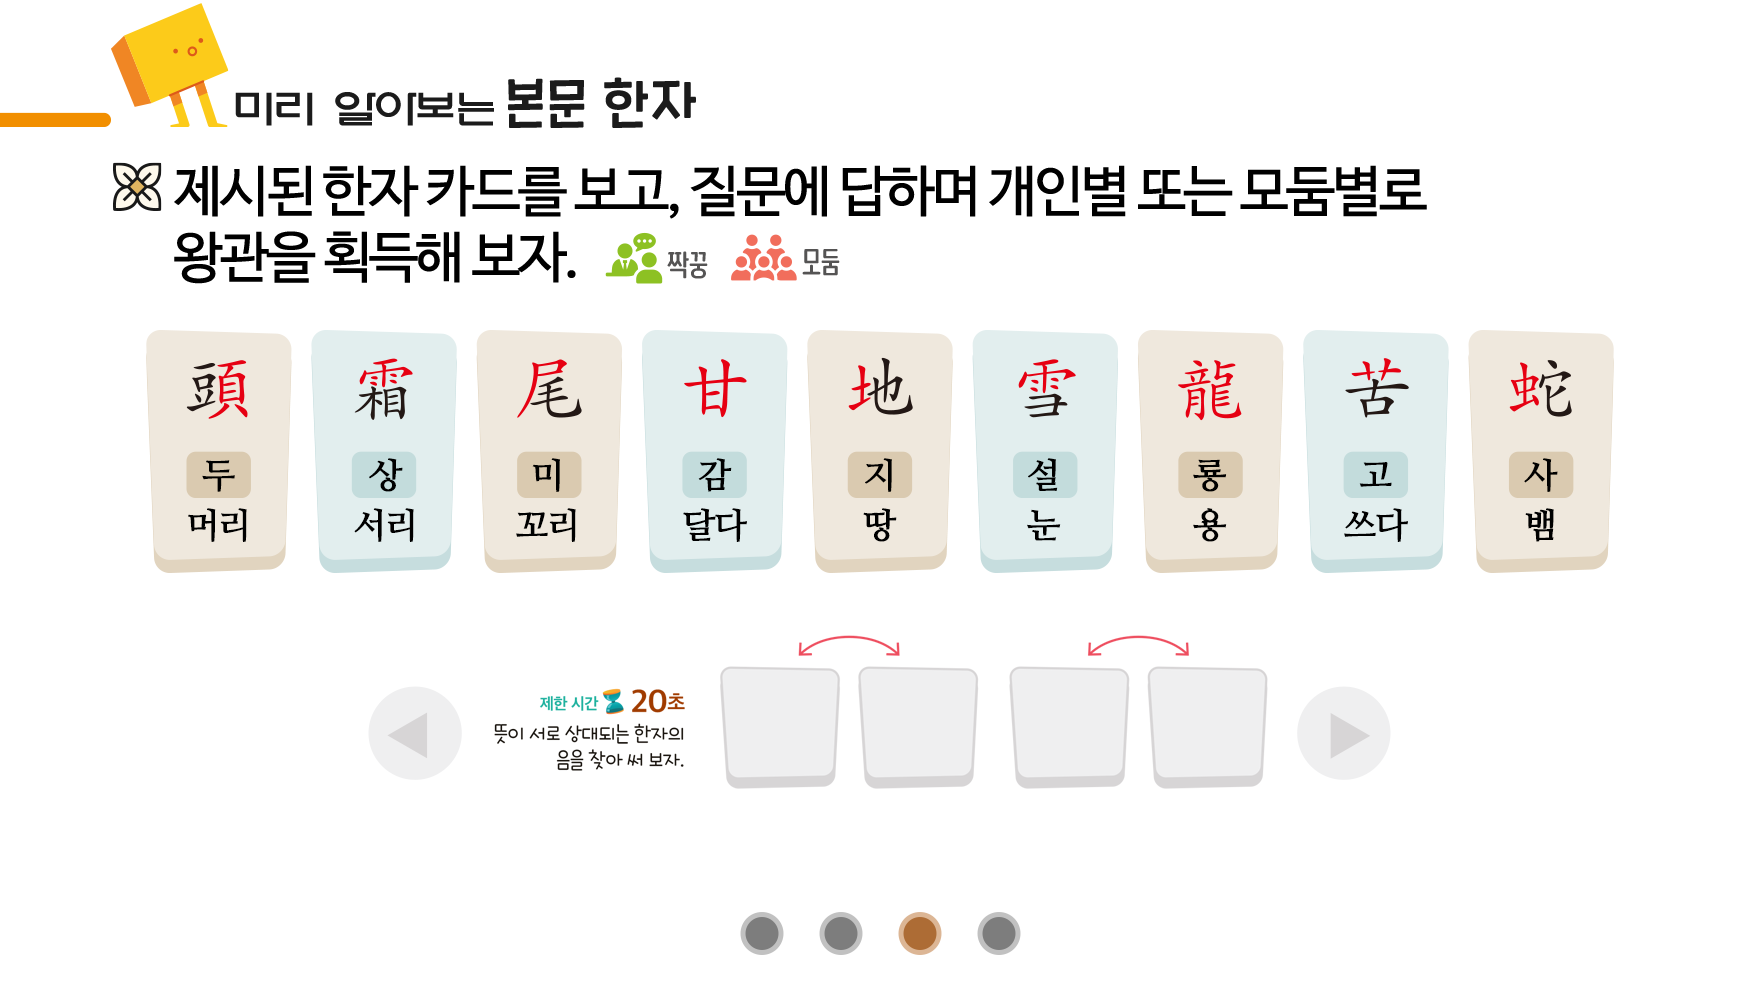 미리 알아보는 본문 한자
제시된 한자 카드를 보고, 질문에 답하며 개인별 또는 모둠별로
왕관을 획득해 보자. 짝꿍 모둠
頭 霜 尾 甘 地 雪 龍 苦 蛇
두 상 미 감 지 설 룡 고 사
머리 서리 꼬리 달다 땅 눈 용 쓰다 뱀
제한 시간 20초
뜻이 서로 상대되는 한자의
음을 찾아 써 보자.